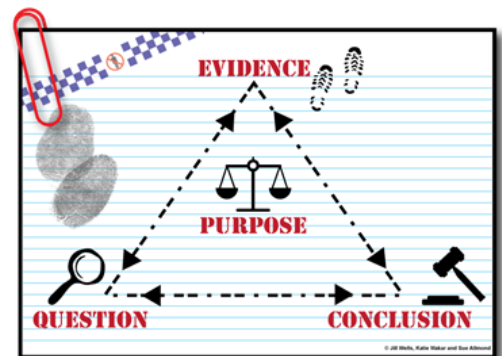 EVIDENCE
PURPOSE
QUESTION
CONCLUSION
© Jill Wells, Katie Wakar and Sue Allmond